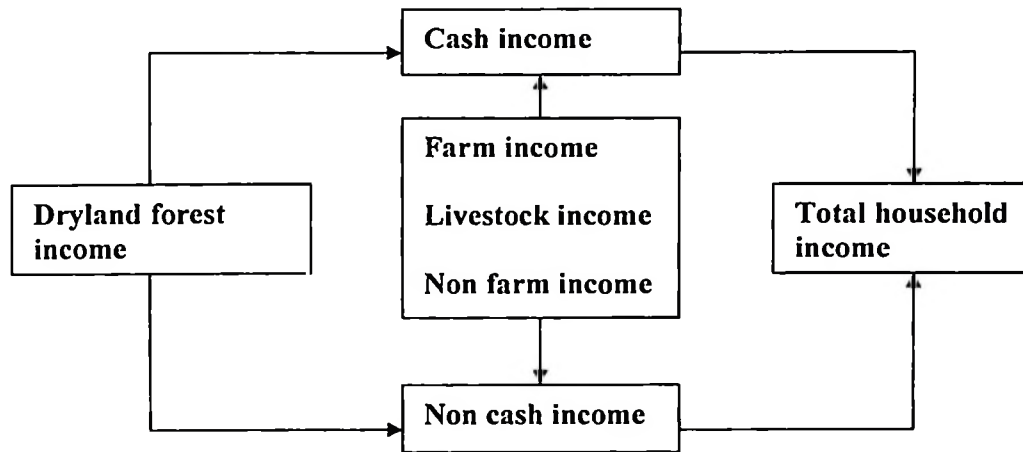 Cash income
Farm income
Livestock income
Non farm income
Dryland forest
income
Total household
income
Non cash income